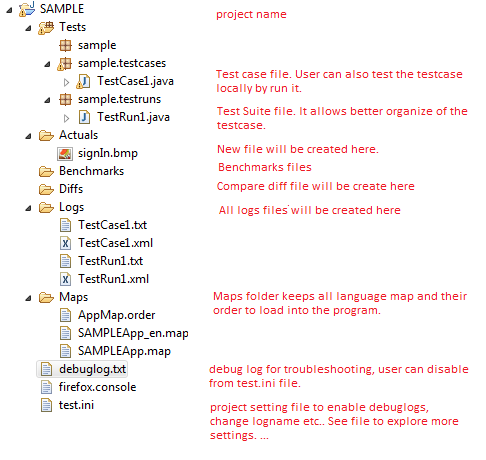 SAMPLE project name
Tests
sample
sample.testcases
TestCase1.java Test case file. User can also test the testcase
locally by run it.
sample.testruns
TestRun1.java Test Suite file. It allows better organize of the
testcase.
Actuals
signIn.bmp New file will be created here.
Benchmarks Benchmarks files
Diffs Compare diff file will be create here
Logs All logs files will be created here
TestCase1.txt
TestCase1.xml
TestRun1.txt
TestRun1.xml
Maps Maps folder keeps all language map and their
order to load into the program.
AppMap.order
SAMPLEApp_en.map
SAMPLEApp.map
debuglog.txt debug log for troubleshooting, user can disable
from test.ini file.
firefox.console
test.ini project setting file to enable debuglogs,
change logname etc.. See file to explore more
settings. ...